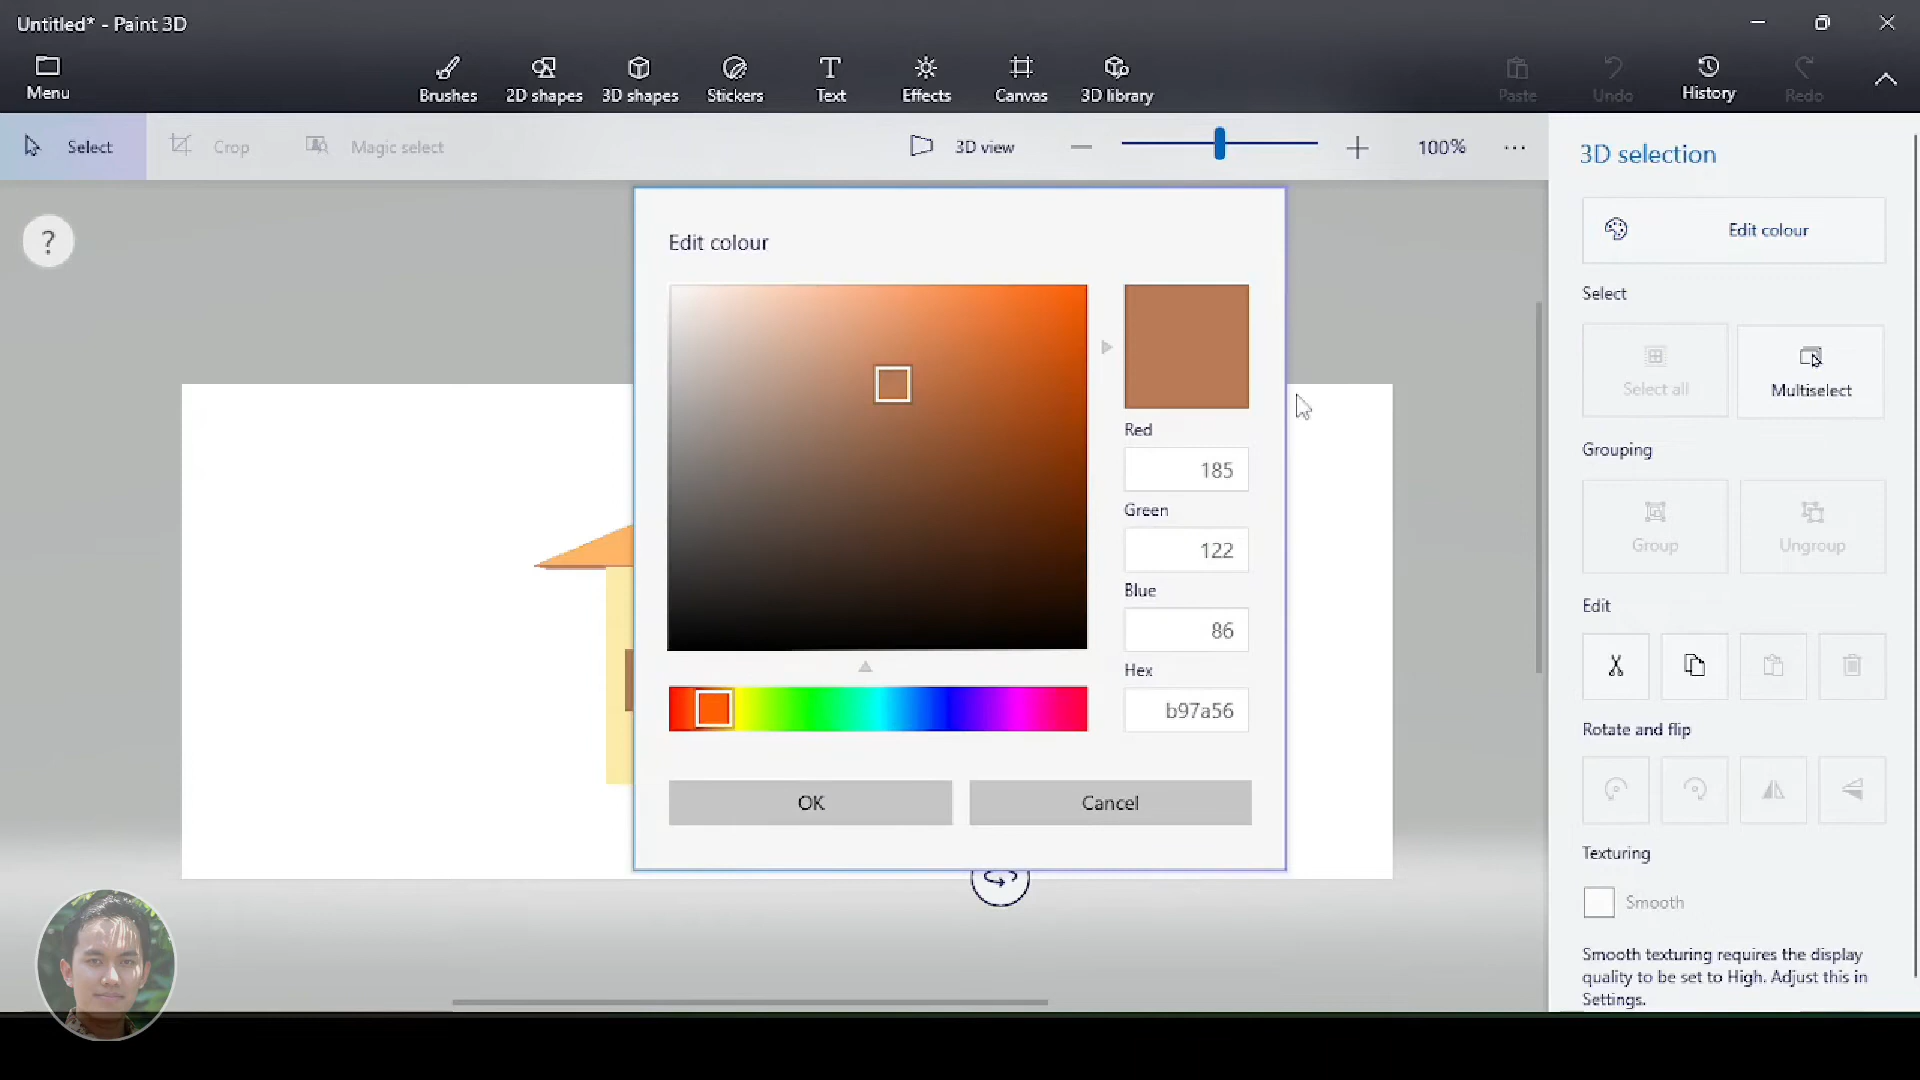 Untitled* - Paint 3D
Menu
Brushes
2D shapes
3D shapes
Stickers
Text
Effects
Canvas
3D library
Paste
Undo
History
Redo
Select
Crop
Magic select
3D view
100%
...
?
3D selection
Edit colour
Select
Select all
Multiselect
Grouping
Group
Ungroup
Edit
Rotate and flip
Texturing
Smooth
Smooth texturing requires the display
quality to be set to High. Adjust this in
Settings.
Edit colour
Red
185
Green
122
Blue
86
Hex
b97a56
OK
Cancel